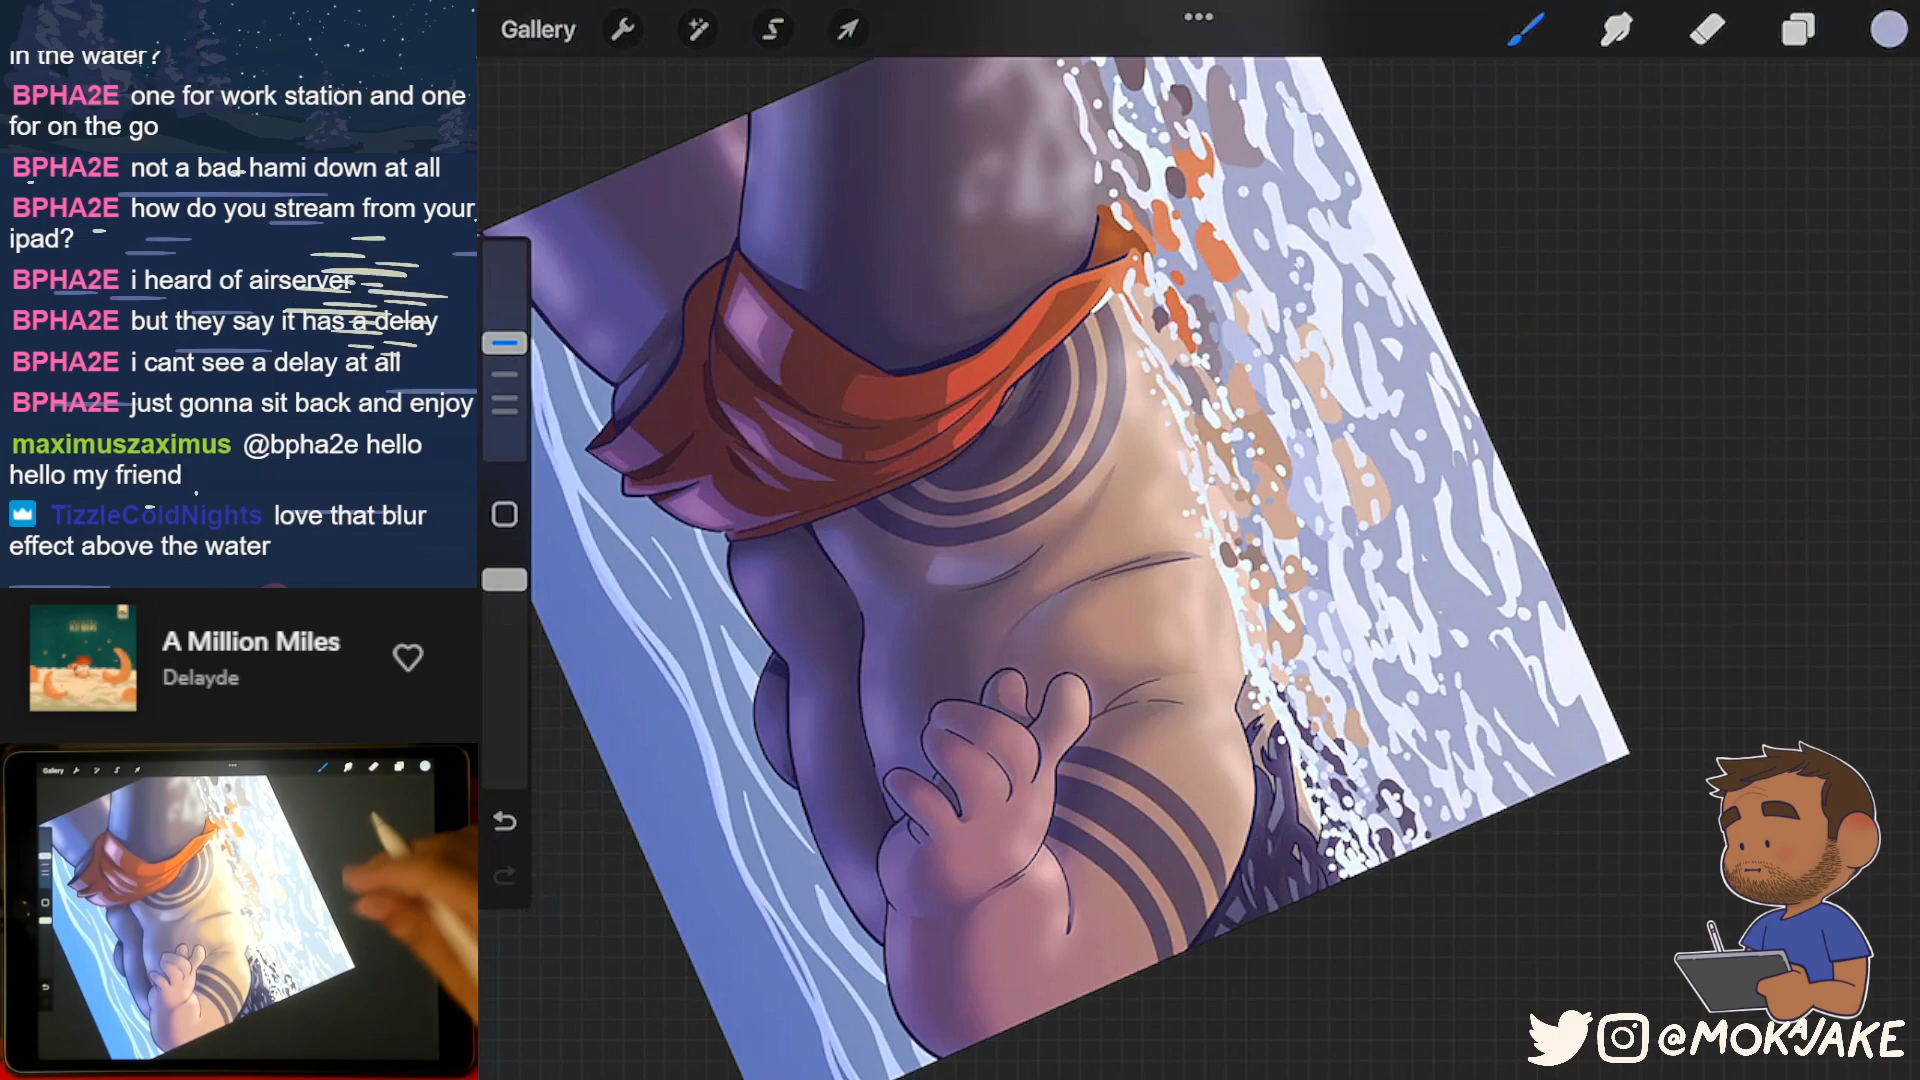 in the water?
BPHA2E one for work station and one
for on the go
BPHA2E not a bad hami down at all
BPHA2E how do you stream from your
ipad?
BPHA2E i heard of airserver
BPHA2E but they say it has a delay
BPHA2E i cant see a delay at all
BPHA2E just gonna sit back and enjoy
maximuszaximus @bpha2e hello
hello my friend
TizzleColdNights love that blur
effect above the water
A Million Miles
Delayde
Gallery
Gallery
@MOKAJAKE